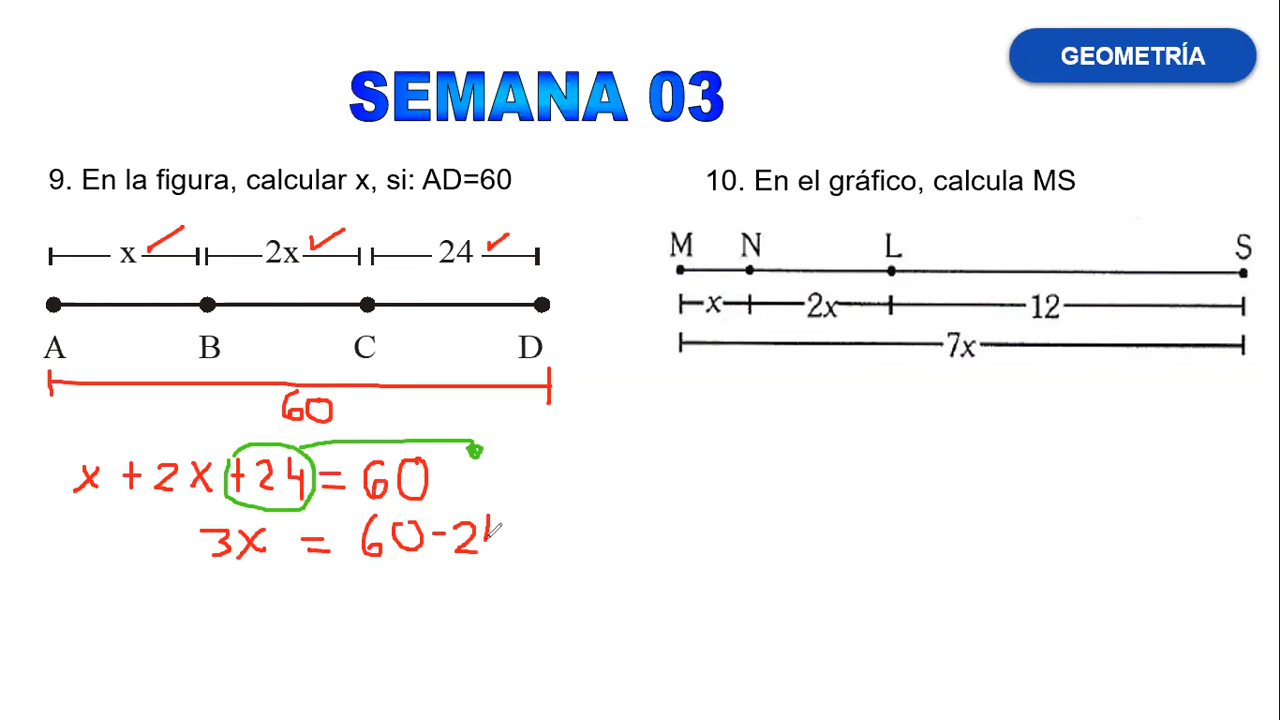 GEOMETRÍA
SEMANA 03
9. En la figura, calcular x, si: AD=60
x 2x 24
A B C D
60
x + 2x +24 = 60
3x = 60-2
10. En el gráfico, calcula MS
M N L S
x 2x 12
7x